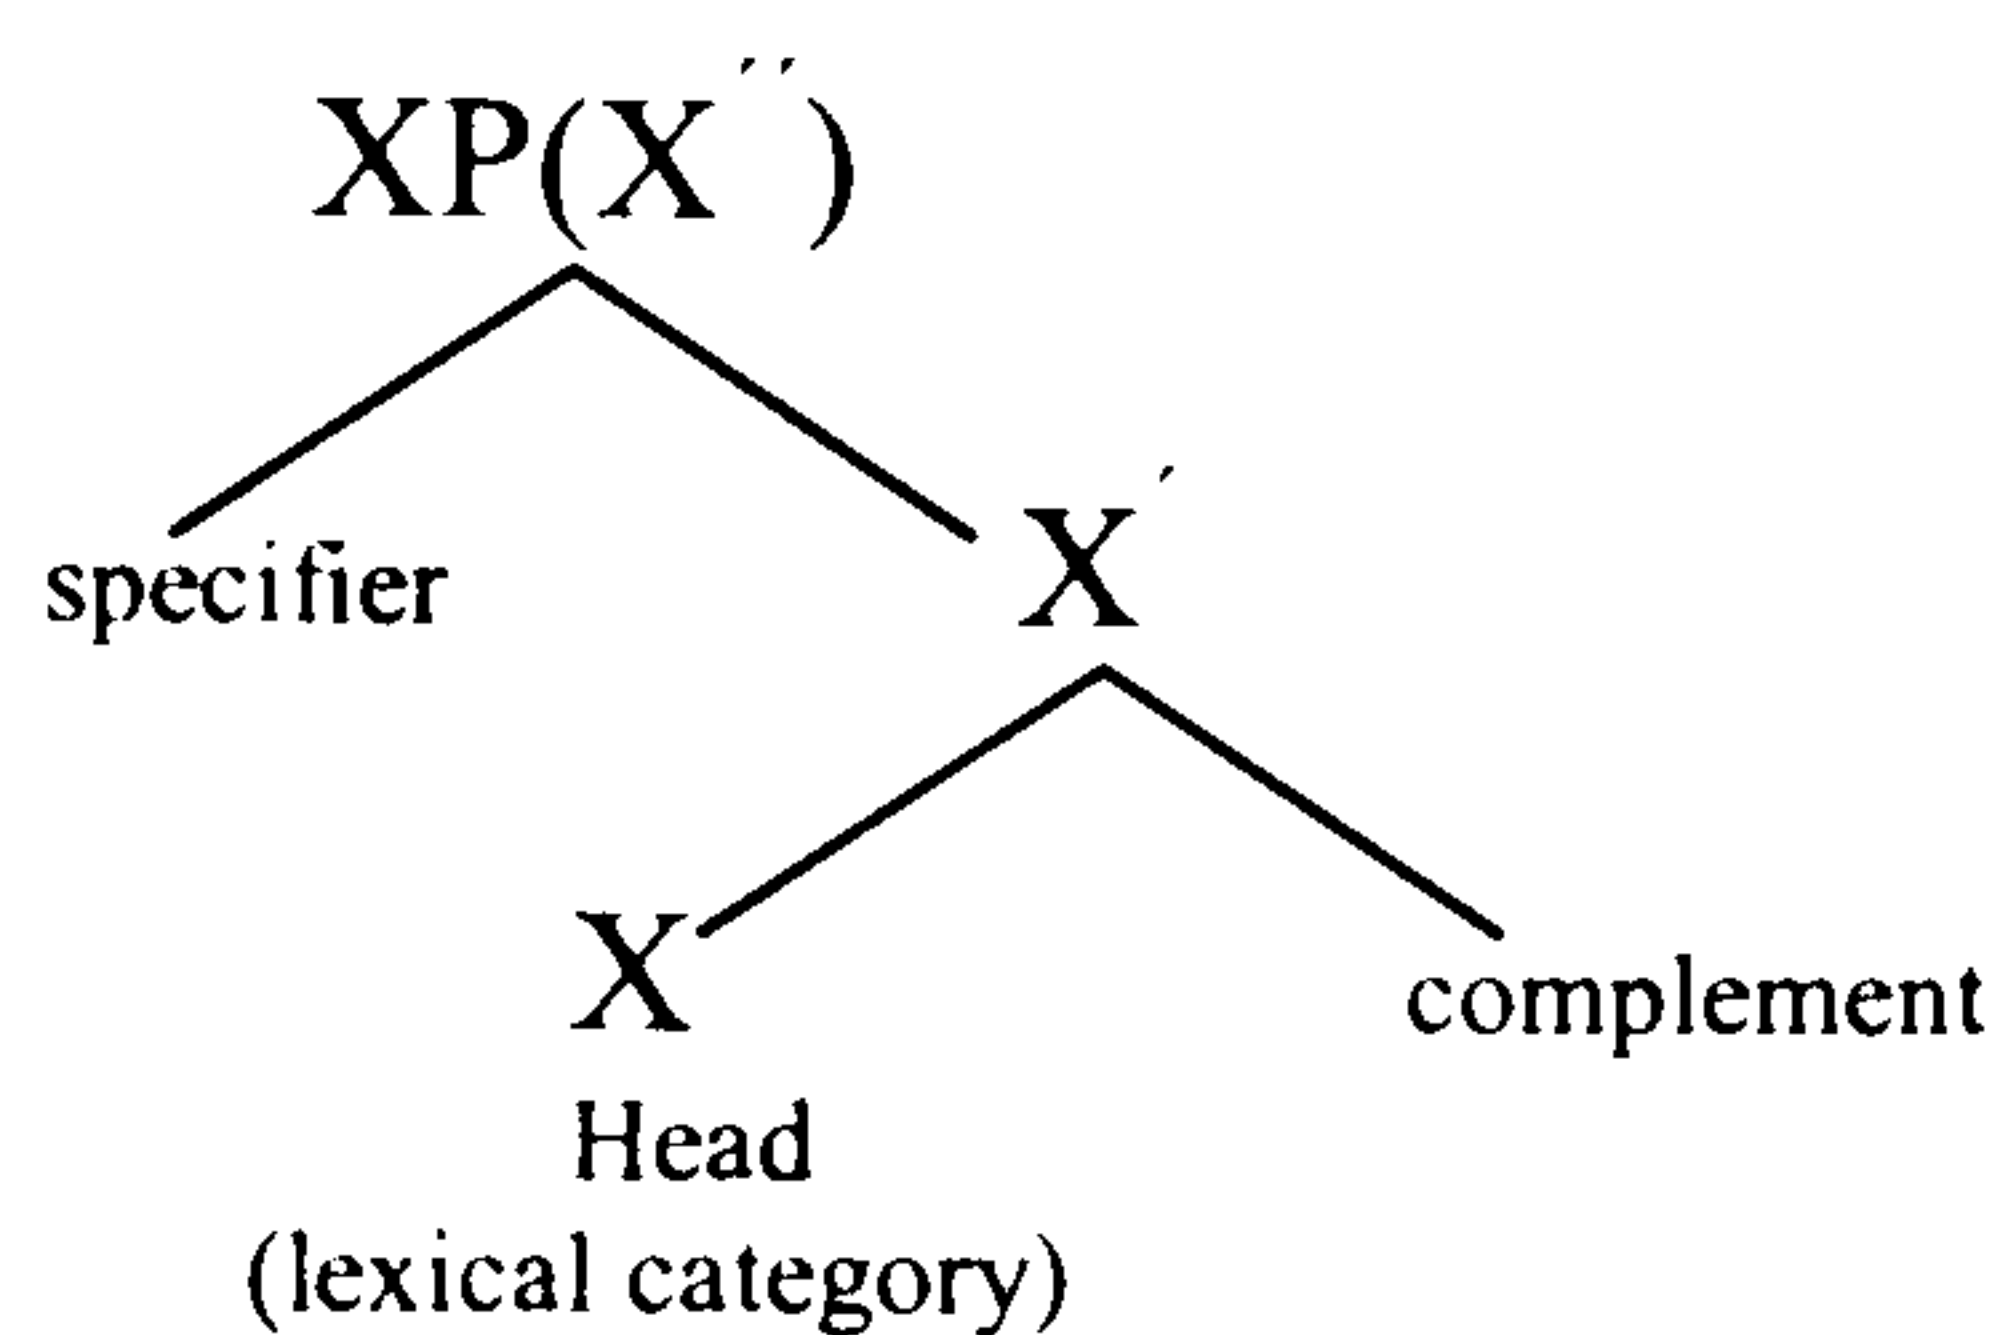 XP(X′′)
specifier
X′
X
complement
Head
(lexical category)